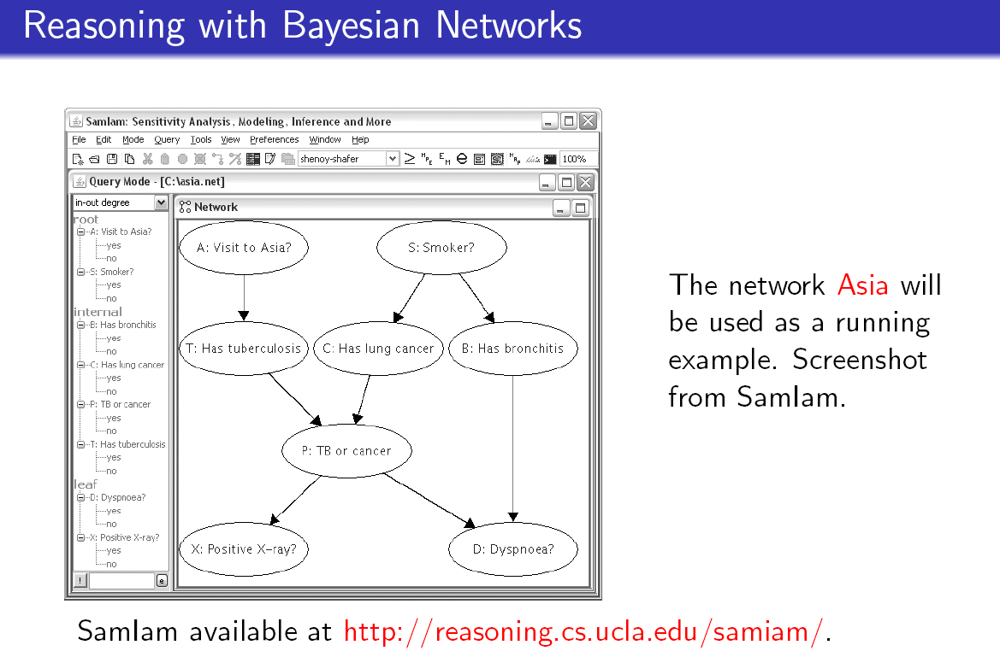 Reasoning with Bayesian Networks
SamIam: Sensitivity Analysis, Modeling, Inference and More
File Edit Mode Query Tools View Preferences Window Help
shenoy-shafer
100%
Query Mode - [C:\asia.net]
in-out degree
Network
root
A: Visit to Asia?
yes
no
S: Smoker?
yes
no
internal
B: Has bronchitis
yes
no
C: Has lung cancer
yes
no
P: TB or cancer
yes
no
T: Has tuberculosis
yes
no
leaf
D: Dyspnoea?
yes
no
X: Positive X-ray?
yes
no
! e
A: Visit to Asia? S: Smoker?
T: Has tuberculosis C: Has lung cancer B: Has bronchitis
P: TB or cancer
X: Positive X-ray? D: Dyspnoea?
The network Asia will
be used as a running
example. Screenshot
from SamIam.
SamIam available at http://reasoning.cs.ucla.edu/samiam/.